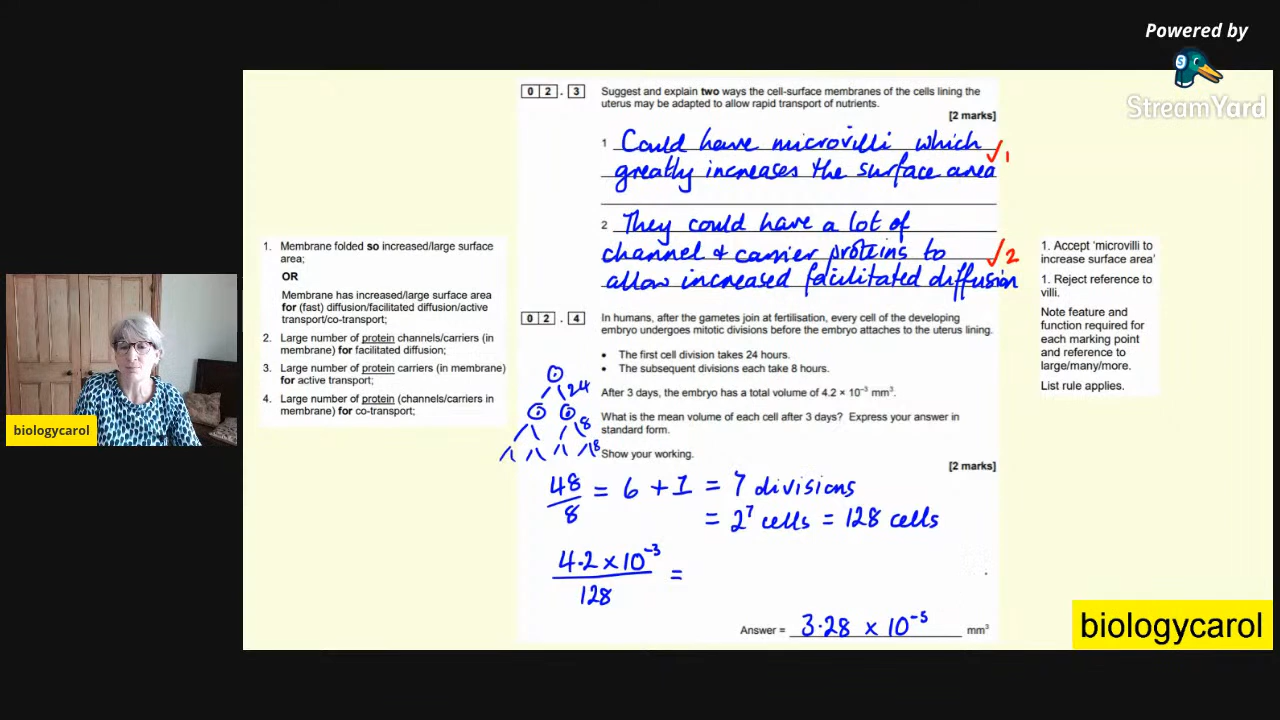 Powered by
StreamYard
02.3 Suggest and explain two ways the cell-surface membranes of the cells lining the
uterus may be adapted to allow rapid transport of nutrients.
[2 marks]
1 Could have microvilli which
greatly increases the surface area ✓1
2 They could have a lot of
channel & carrier proteins to
allow increased facilitated diffusion ✓2
1. Membrane folded so increased/large surface
area;
OR
Membrane has increased/large surface area
for (fast) diffusion/facilitated diffusion/active
transport/co-transport;
2. Large number of protein channels/carriers (in
membrane) for facilitated diffusion;
3. Large number of protein carriers (in membrane)
for active transport;
4. Large number of protein (channels/carriers in
membrane) for co-transport;
1. Accept 'microvilli to
increase surface area'
1. Reject reference to
villi.
Note feature and
function required for
each marking point
and reference to
large/many/more.
List rule applies.
02.4 In humans, after the gametes join at fertilisation, every cell of the developing
embryo undergoes mitotic divisions before the embryo attaches to the uterus lining.
• The first cell division takes 24 hours.
• The subsequent divisions each take 8 hours.
After 3 days, the embryo has a total volume of 4.2 × 10⁻³ mm³.
What is the mean volume of each cell after 3 days? Express your answer in
standard form.
Show your working.
[2 marks]
24
8
8
48/8 = 6 + 1 = 7 divisions
= 2⁷ cells = 128 cells
4.2 × 10⁻³/128 =
Answer = 3.28 × 10⁻⁵ mm³
biologycarol
biologycarol